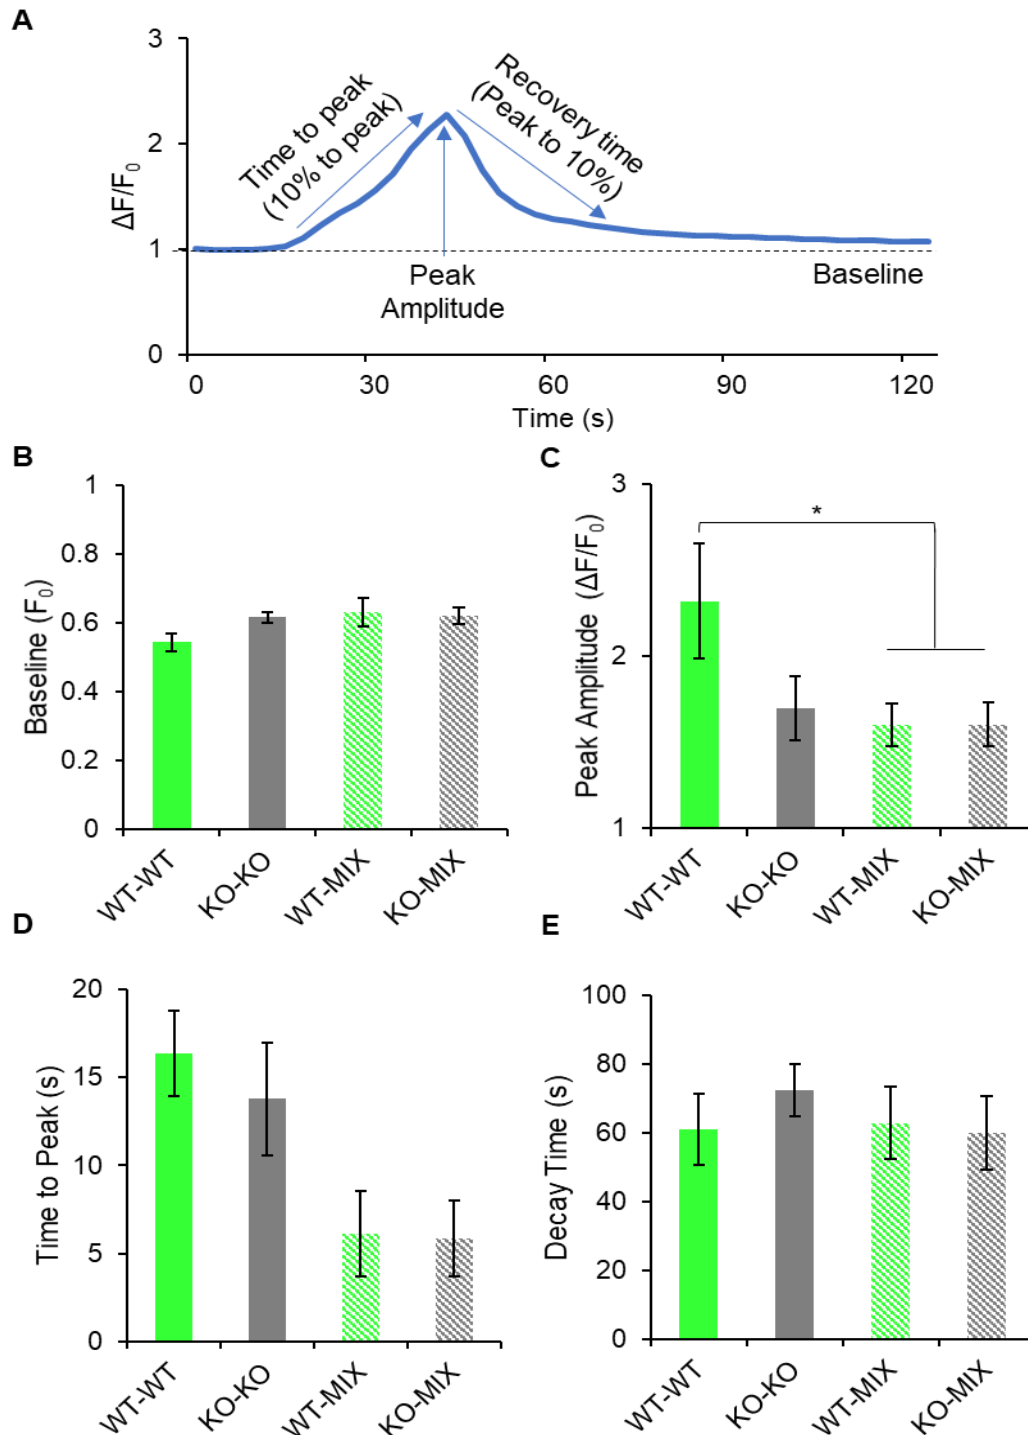 A
3
2
1
0
ΔF/F0
Time to peak
(10% to peak)
Recovery time
(Peak to 10%)
Peak
Amplitude
Baseline
0 30 60 90 120
Time (s)
B
1
0.8
0.6
0.4
0.2
0
Baseline (F0)
WT-WT KO-KO WT-MIX KO-MIX
C
3
2
1
Peak Amplitude (ΔF/F0)
*
WT-WT KO-KO WT-MIX KO-MIX
D
20
15
10
5
0
Time to Peak (s)
WT-WT KO-KO WT-MIX KO-MIX
E
100
80
60
40
20
0
Decay Time (s)
WT-WT KO-KO WT-MIX KO-MIX